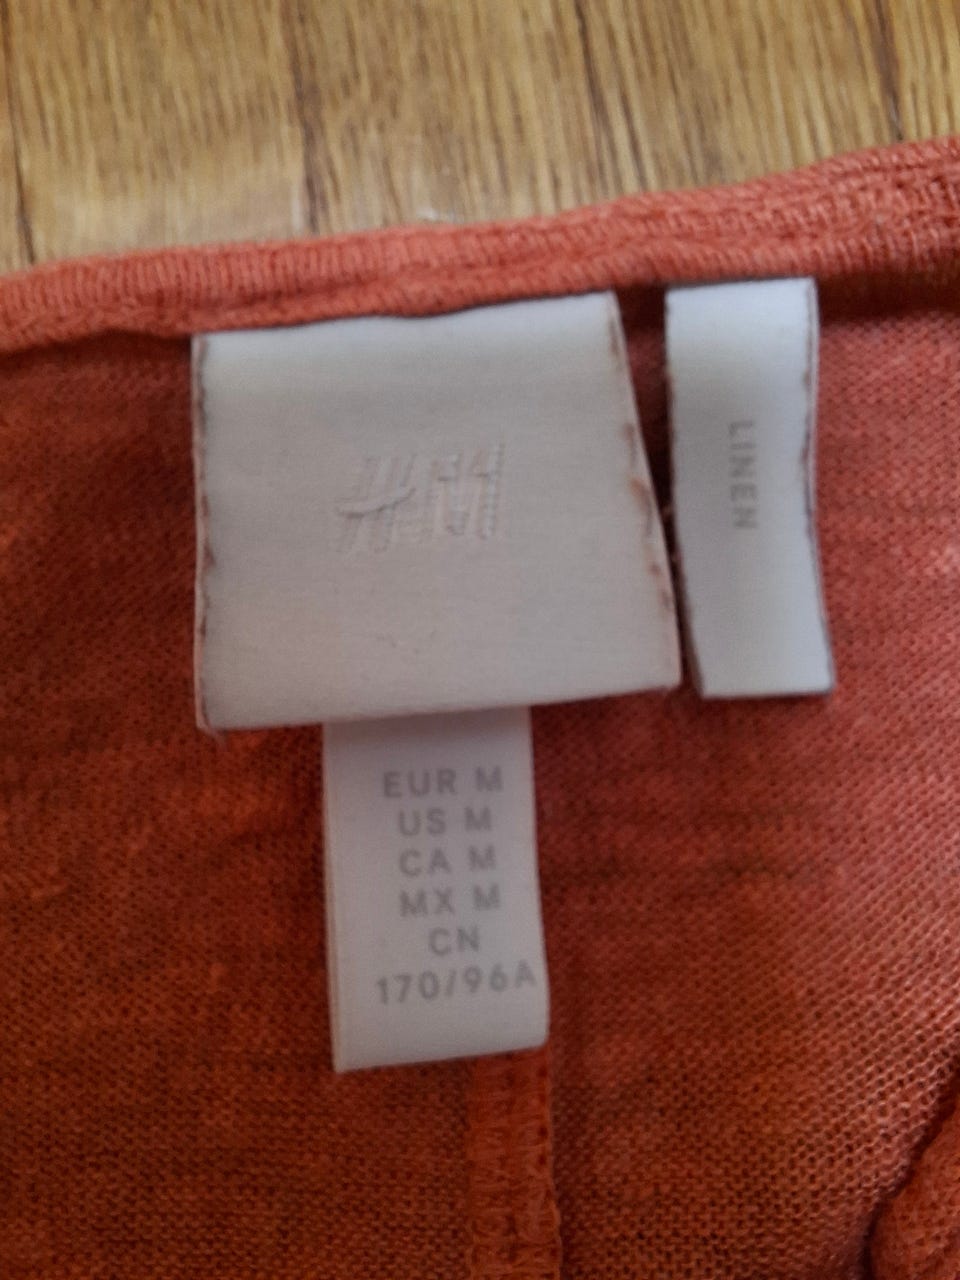 H&M
LINEN
EUR M
US M
CA M
MX M
CN
170/96A